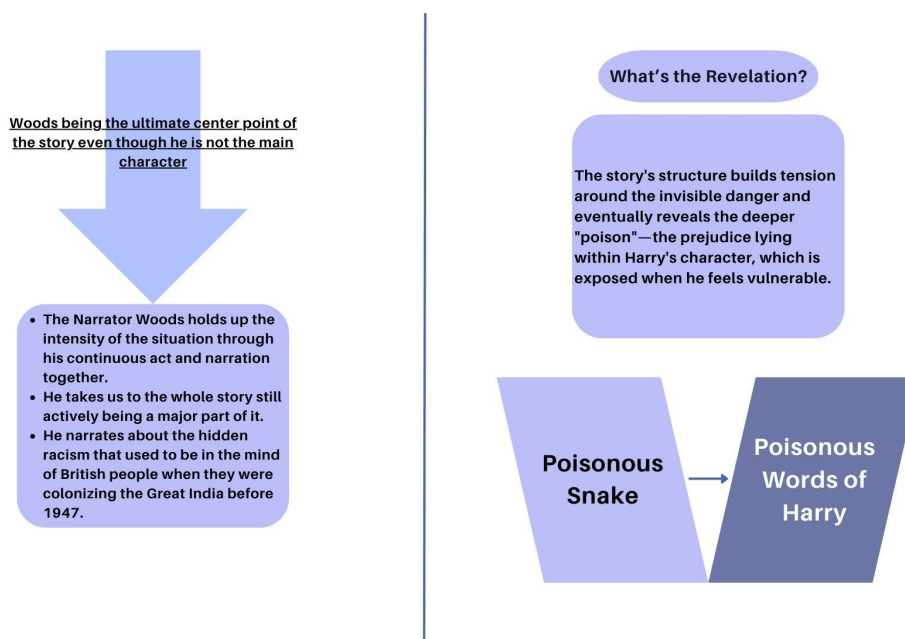 Woods being the ultimate center point of
the story even though he is not the main
character
• The Narrator Woods holds up the
intensity of the situation through
his continuous act and narration
together.
• He takes us to the whole story still
actively being a major part of it.
• He narrates about the hidden
racism that used to be in the mind
of British people when they were
colonizing the Great India before
1947.
What's the Revelation?
The story's structure builds tension
around the invisible danger and
eventually reveals the deeper
"poison"—the prejudice lying
within Harry's character, which is
exposed when he feels vulnerable.
Poisonous
Snake
Poisonous
Words of
Harry